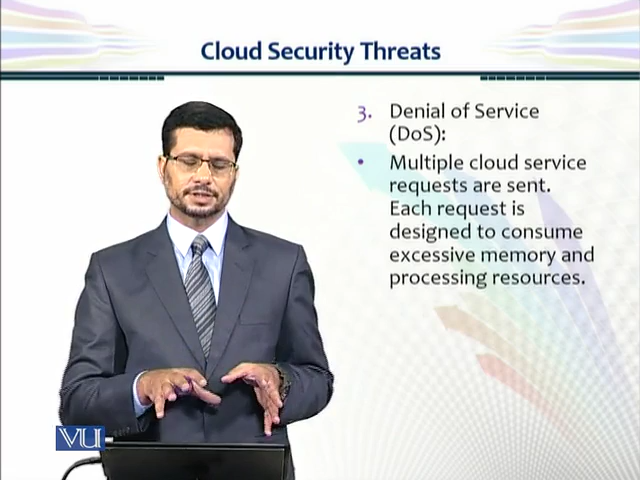 Cloud Security Threats
3. Denial of Service
(DoS):
• Multiple cloud service
requests are sent.
Each request is
designed to consume
excessive memory and
processing resources.
VU